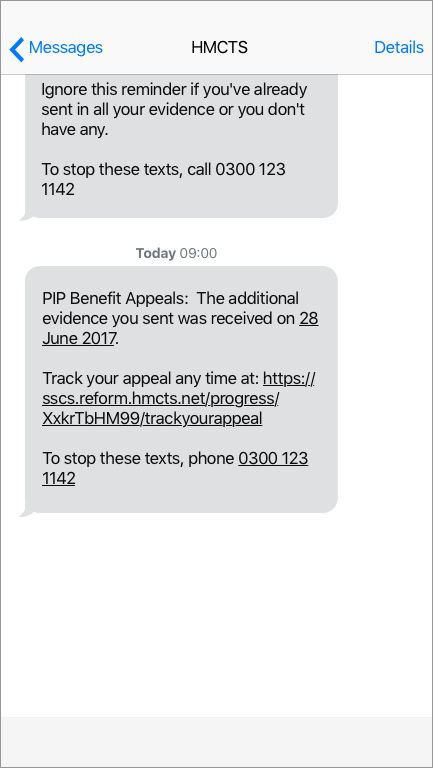 Messages HMCTS Details
Ignore this reminder if you've already
sent in all your evidence or you don't
have any.
To stop these texts, call 0300 123
1142
Today 09:00
PIP Benefit Appeals:  The additional
evidence you sent was received on 28
June 2017.
Track your appeal any time at: https://
sscs.reform.hmcts.net/progress/
XxkrTbHM99/trackyourappeal
To stop these texts, phone 0300 123
1142